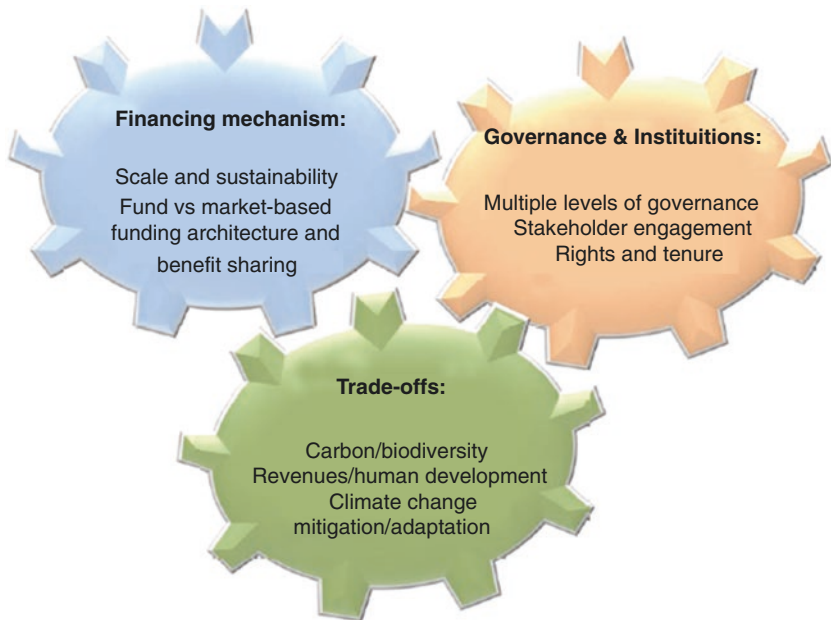 Financing mechanism:
Scale and sustainability
Fund vs market-based
funding architecture and
benefit sharing
Governance & Instituitions:
Multiple levels of governance
Stakeholder engagement
Rights and tenure
Trade-offs:
Carbon/biodiversity
Revenues/human development
Climate change
mitigation/adaptation